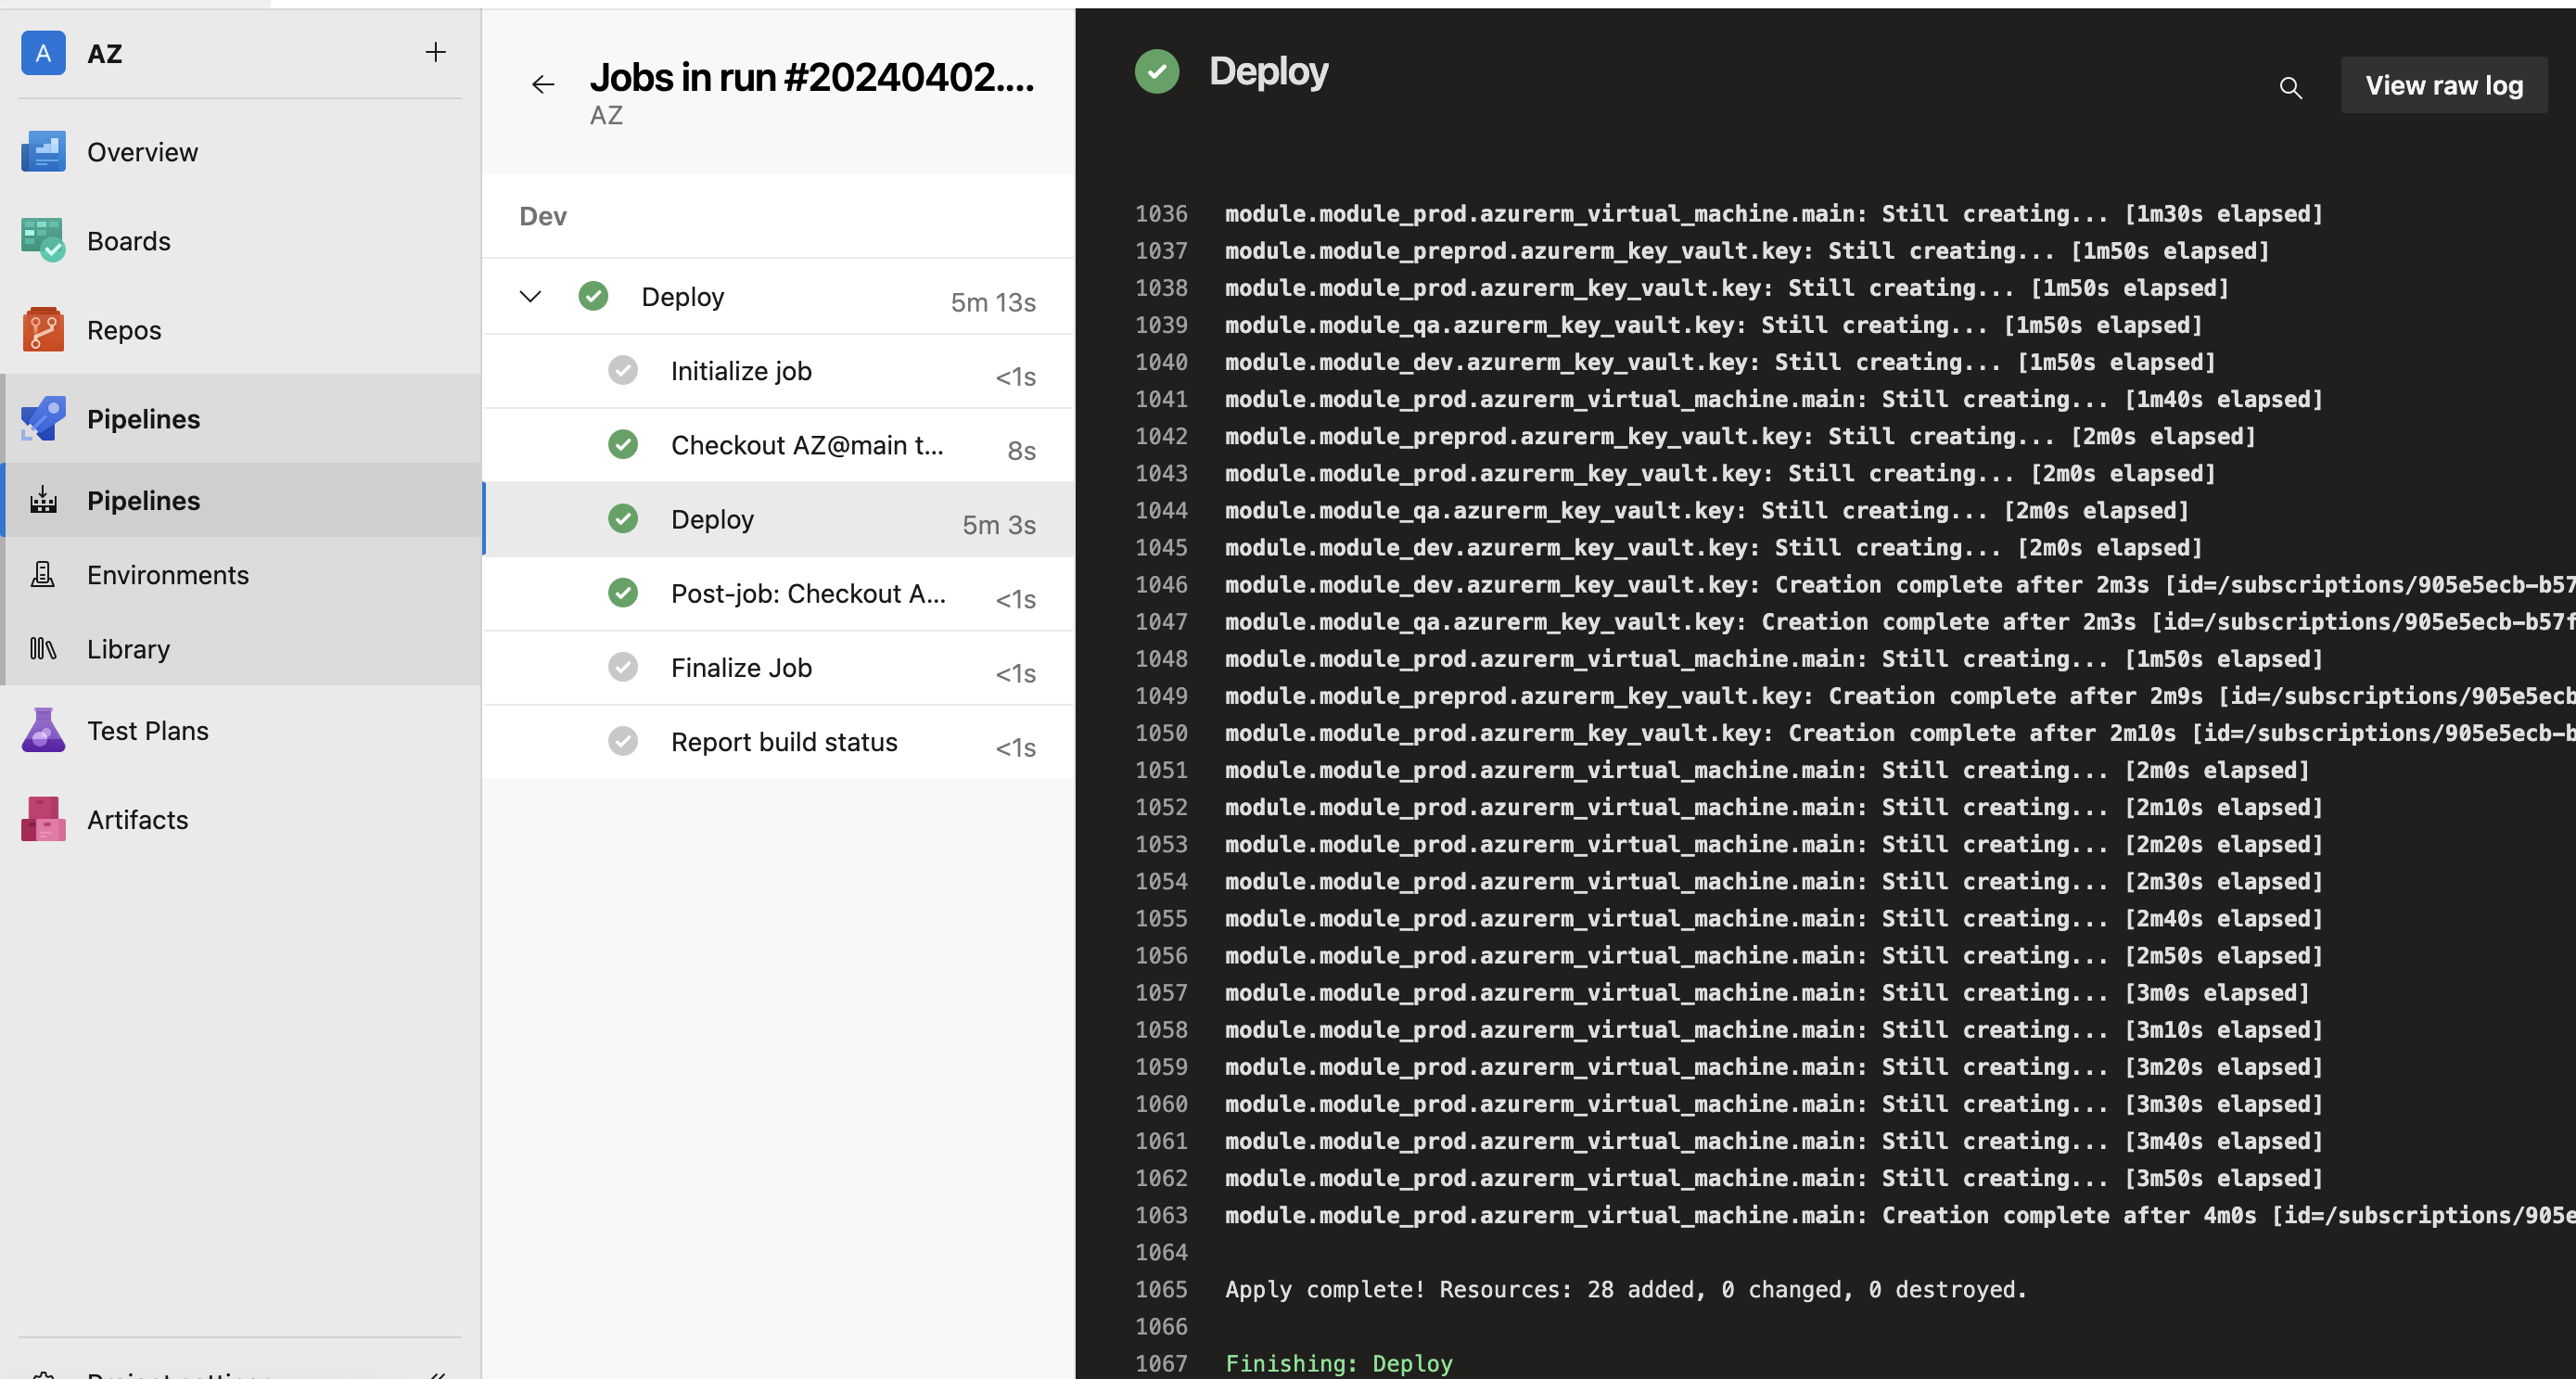 A
AZ
+
Overview
Boards
Repos
Pipelines
Pipelines
Environments
Library
Test Plans
Artifacts
Jobs in run #20240402....
AZ
Dev
Deploy 5m 13s
Initialize job <1s
Checkout AZ@main t... 8s
Deploy 5m 3s
Post-job: Checkout A... <1s
Finalize Job <1s
Report build status <1s
Deploy
View raw log
1036 module.module_prod.azurerm_virtual_machine.main: Still creating... [1m30s elapsed]
1037 module.module_preprod.azurerm_key_vault.key: Still creating... [1m50s elapsed]
1038 module.module_prod.azurerm_key_vault.key: Still creating... [1m50s elapsed]
1039 module.module_qa.azurerm_key_vault.key: Still creating... [1m50s elapsed]
1040 module.module_dev.azurerm_key_vault.key: Still creating... [1m50s elapsed]
1041 module.module_prod.azurerm_virtual_machine.main: Still creating... [1m40s elapsed]
1042 module.module_preprod.azurerm_key_vault.key: Still creating... [2m0s elapsed]
1043 module.module_prod.azurerm_key_vault.key: Still creating... [2m0s elapsed]
1044 module.module_qa.azurerm_key_vault.key: Still creating... [2m0s elapsed]
1045 module.module_dev.azurerm_key_vault.key: Still creating... [2m0s elapsed]
1046 module.module_dev.azurerm_key_vault.key: Creation complete after 2m3s [id=/subscriptions/905e5ecb-b57
1047 module.module_qa.azurerm_key_vault.key: Creation complete after 2m3s [id=/subscriptions/905e5ecb-b57f
1048 module.module_prod.azurerm_virtual_machine.main: Still creating... [1m50s elapsed]
1049 module.module_preprod.azurerm_key_vault.key: Creation complete after 2m9s [id=/subscriptions/905e5ecb
1050 module.module_prod.azurerm_key_vault.key: Creation complete after 2m10s [id=/subscriptions/905e5ecb-b
1051 module.module_prod.azurerm_virtual_machine.main: Still creating... [2m0s elapsed]
1052 module.module_prod.azurerm_virtual_machine.main: Still creating... [2m10s elapsed]
1053 module.module_prod.azurerm_virtual_machine.main: Still creating... [2m20s elapsed]
1054 module.module_prod.azurerm_virtual_machine.main: Still creating... [2m30s elapsed]
1055 module.module_prod.azurerm_virtual_machine.main: Still creating... [2m40s elapsed]
1056 module.module_prod.azurerm_virtual_machine.main: Still creating... [2m50s elapsed]
1057 module.module_prod.azurerm_virtual_machine.main: Still creating... [3m0s elapsed]
1058 module.module_prod.azurerm_virtual_machine.main: Still creating... [3m10s elapsed]
1059 module.module_prod.azurerm_virtual_machine.main: Still creating... [3m20s elapsed]
1060 module.module_prod.azurerm_virtual_machine.main: Still creating... [3m30s elapsed]
1061 module.module_prod.azurerm_virtual_machine.main: Still creating... [3m40s elapsed]
1062 module.module_prod.azurerm_virtual_machine.main: Still creating... [3m50s elapsed]
1063 module.module_prod.azurerm_virtual_machine.main: Creation complete after 4m0s [id=/subscriptions/905e
1064
1065 Apply complete! Resources: 28 added, 0 changed, 0 destroyed.
1066
1067 Finishing: Deploy